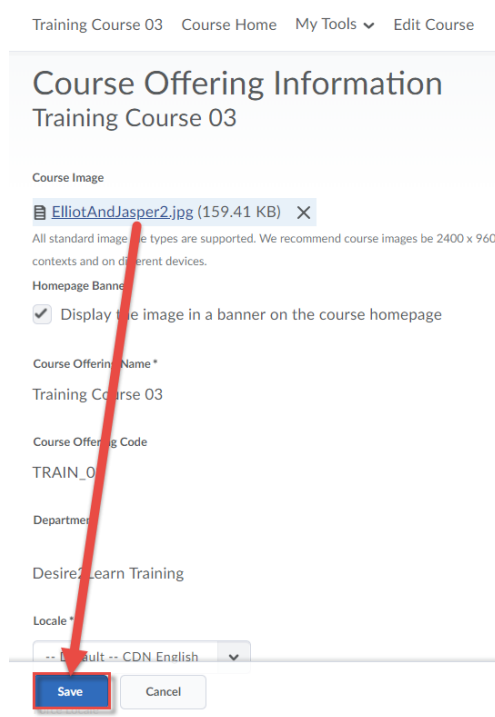 Training Course 03 Course Home My Tools Edit Course
Course Offering Information
Training Course 03
Course Image
ElliotAndJasper2.jpg (159.41 KB)
All standard image types are supported. We recommend course images be 2400 x 960
contexts and on different devices.
Homepage Banner
Display the image in a banner on the course homepage
Course Offering Name *
Training Course 03
Course Offering Code
TRAIN_0
Department
Desire2Learn Training
Locale *
-- Default -- CDN English
Save Cancel